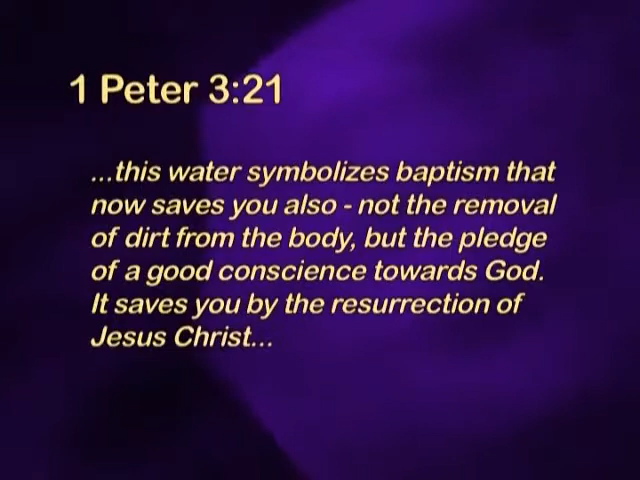 1 Peter 3:21
...this water symbolizes baptism that
now saves you also - not the removal
of dirt from the body, but the pledge
of a good conscience towards God.
It saves you by the resurrection of
Jesus Christ...